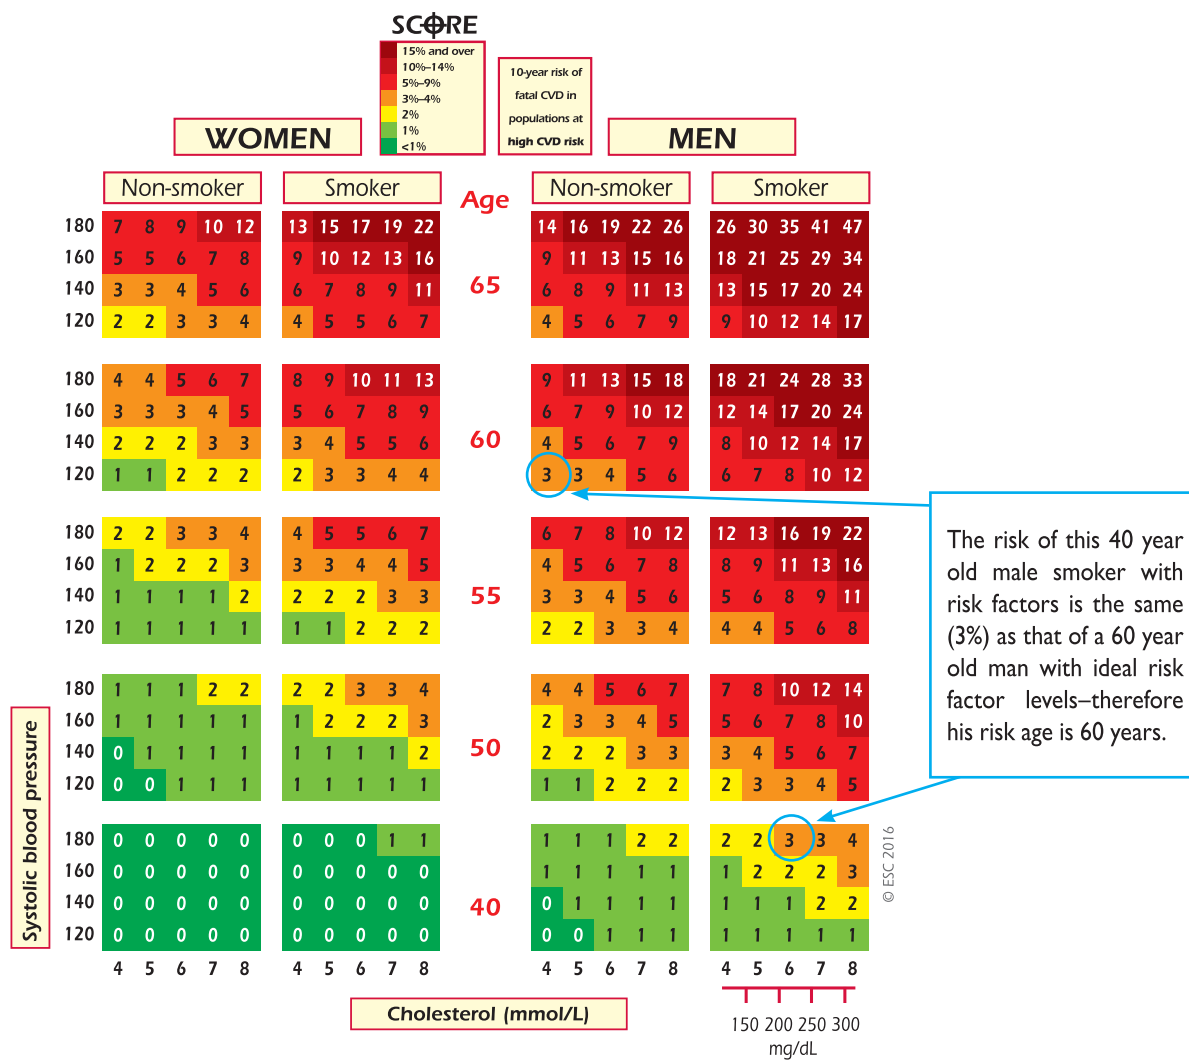 SCORE
15% and over
10%–14%
5%–9%
3%–4%
2%
1%
<1%
10-year risk of
fatal CVD in
populations at
high CVD risk
WOMEN
MEN
Non-smoker Smoker Age Non-smoker Smoker
180 7 8 9 10 12 13 15 17 19 22 14 16 19 22 26 26 30 35 41 47
160 5 5 6 7 8 9 10 12 13 16 9 11 13 15 16 18 21 25 29 34
65
140 3 3 4 5 6 6 7 8 9 11 6 8 9 11 13 13 15 17 20 24
120 2 2 3 3 4 4 5 5 6 7 4 5 6 7 9 9 10 12 14 17
180 4 4 5 6 7 8 9 10 11 13 9 11 13 15 18 18 21 24 28 33
160 3 3 3 4 5 5 6 7 8 9 6 7 9 10 12 12 14 17 20 24
60
140 2 2 2 3 3 3 4 5 5 6 4 5 6 7 9 8 10 12 14 17
120 1 1 2 2 2 2 3 3 4 4 3 3 4 5 6 6 7 8 10 12
180 2 2 3 3 4 4 5 5 6 7 6 7 8 10 12 12 13 16 19 22
160 1 2 2 2 3 3 3 4 4 5 4 5 6 7 8 8 9 11 13 16
55
140 1 1 1 1 2 2 2 2 3 3 3 3 4 5 6 5 6 8 9 11
120 1 1 1 1 1 1 1 2 2 2 2 2 3 3 4 4 4 5 6 8
180 1 1 1 2 2 2 2 3 3 4 4 4 5 6 7 7 8 10 12 14
160 1 1 1 1 1 1 2 2 2 3 2 3 3 4 5 5 6 7 8 10
50
140 0 1 1 1 1 1 1 1 1 2 2 2 2 3 3 3 4 5 6 7
120 0 0 1 1 1 1 1 1 1 1 1 1 2 2 2 2 3 3 4 5
180 0 0 0 0 0 0 0 0 1 1 1 1 1 2 2 2 2 3 3 4
160 0 0 0 0 0 0 0 0 0 0 1 1 1 1 1 1 2 2 2 3
40
140 0 0 0 0 0 0 0 0 0 0 0 1 1 1 1 1 1 1 2 2
120 0 0 0 0 0 0 0 0 0 0 0 0 1 1 1 1 1 1 1 1
4 5 6 7 8 4 5 6 7 8 4 5 6 7 8 4 5 6 7 8
Systolic blood pressure
Cholesterol (mmol/L)
150 200 250 300
mg/dL
© ESC 2016
The risk of this 40 year
old male smoker with
risk factors is the same
(3%) as that of a 60 year
old man with ideal risk
factor levels–therefore
his risk age is 60 years.